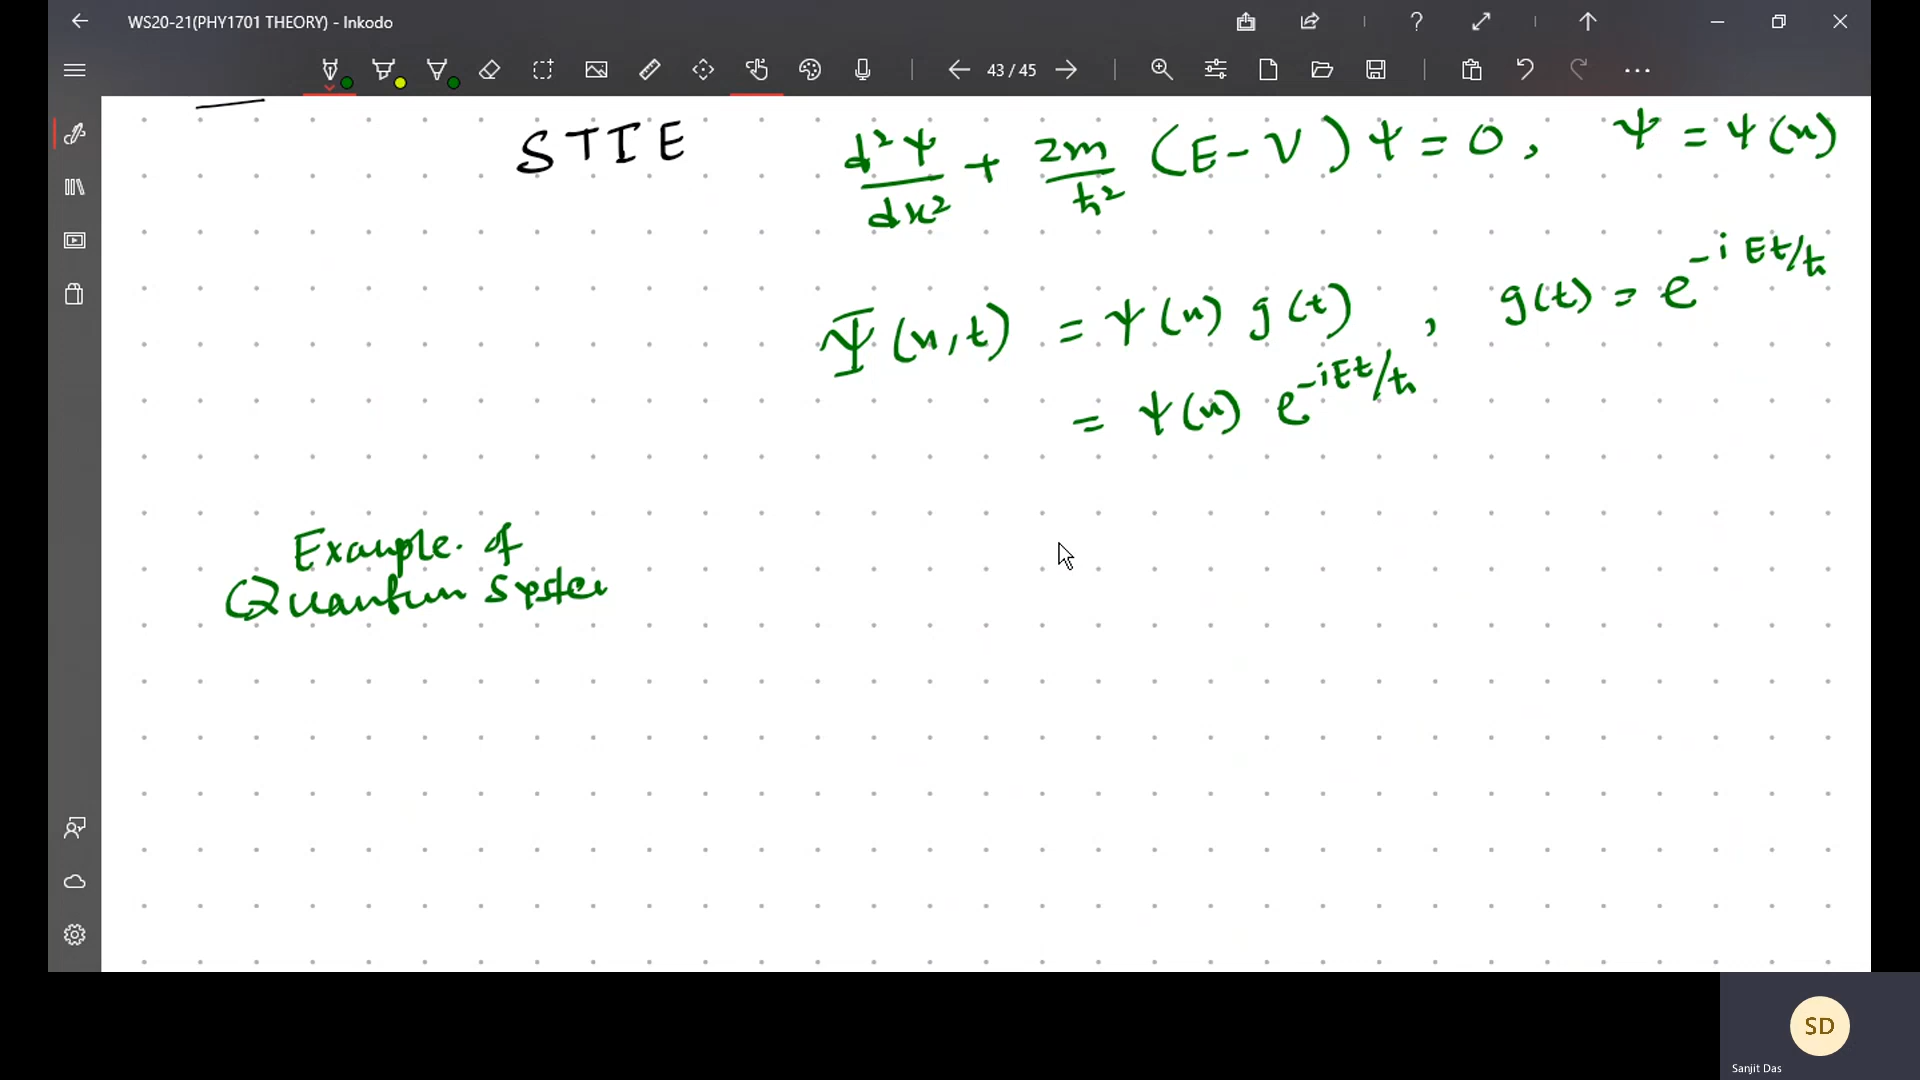 WS20-21(PHY1701 THEORY) - Inkodo
43 / 45
STIE d²ψ/dx² + 2m/ħ² (E - V) ψ = 0, ψ = ψ(x)
Ψ(x,t) = ψ(x) g(t), g(t) = e^{-iEt/ħ}
= ψ(x) e^{-iEt/ħ}
Example of
Quantum System
SD
Sanjit Das